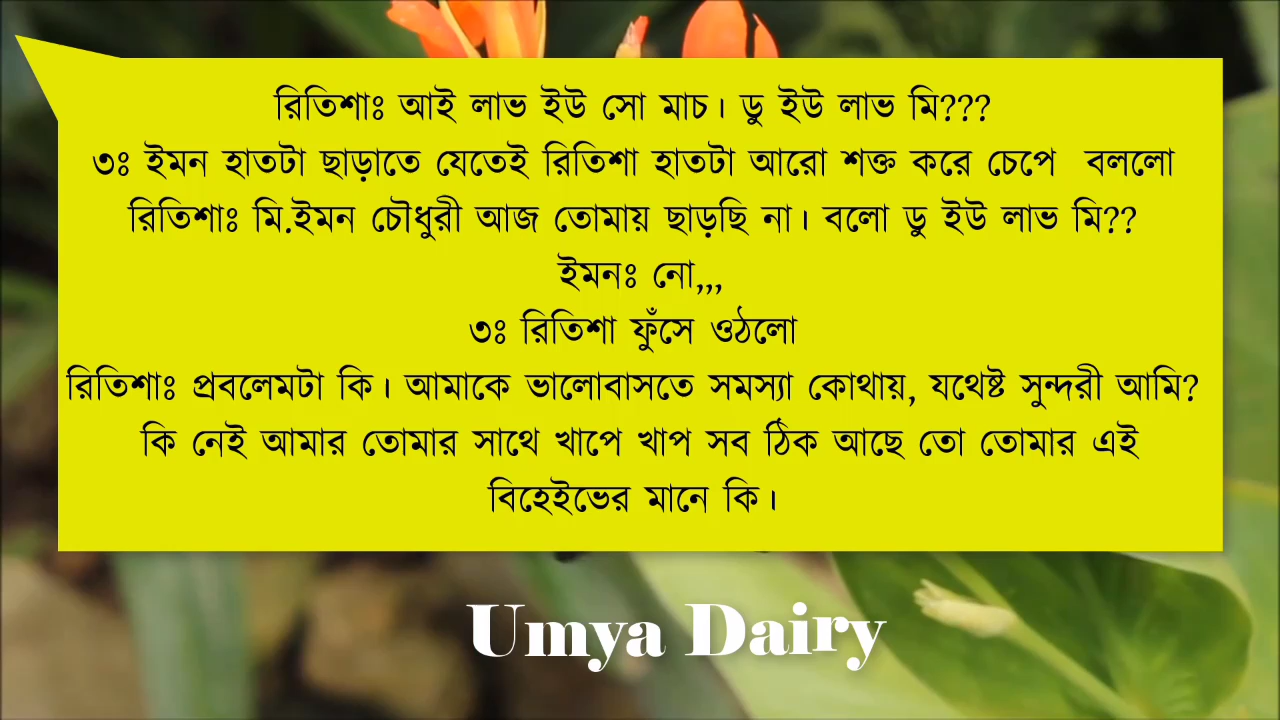 রিতিশাঃ আই লাভ ইউ সো মাচ। ডু ইউ লাভ মি???
৩ঃ ইমন হাতটা ছাড়াতে যেতেই রিতিশা হাতটা আরো শক্ত করে চেপে বললো
রিতিশাঃ মি.ইমন চৌধুরী আজ তোমায় ছাড়ছি না। বলো ডু ইউ লাভ মি??
ইমনঃ নো,,,
৩ঃ রিতিশা ফুঁসে ওঠলো
রিতিশাঃ প্রবলেমটা কি। আমাকে ভালোবাসতে সমস্যা কোথায়, যথেষ্ট সুন্দরী আমি?
কি নেই আমার তোমার সাথে খাপে খাপ সব ঠিক আছে তো তোমার এই
বিহেইভের মানে কি।
Umya Dairy